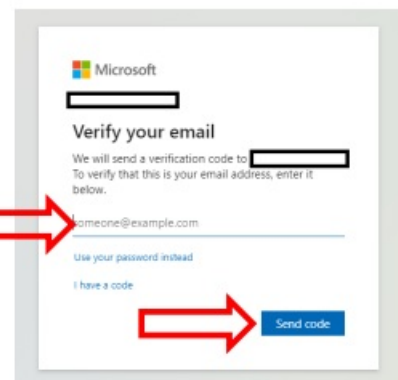 Microsoft
Verify your email
We will send a verification code to
To verify that this is your email address, enter it
below.
someone@example.com
Use your password instead
I have a code
Send code